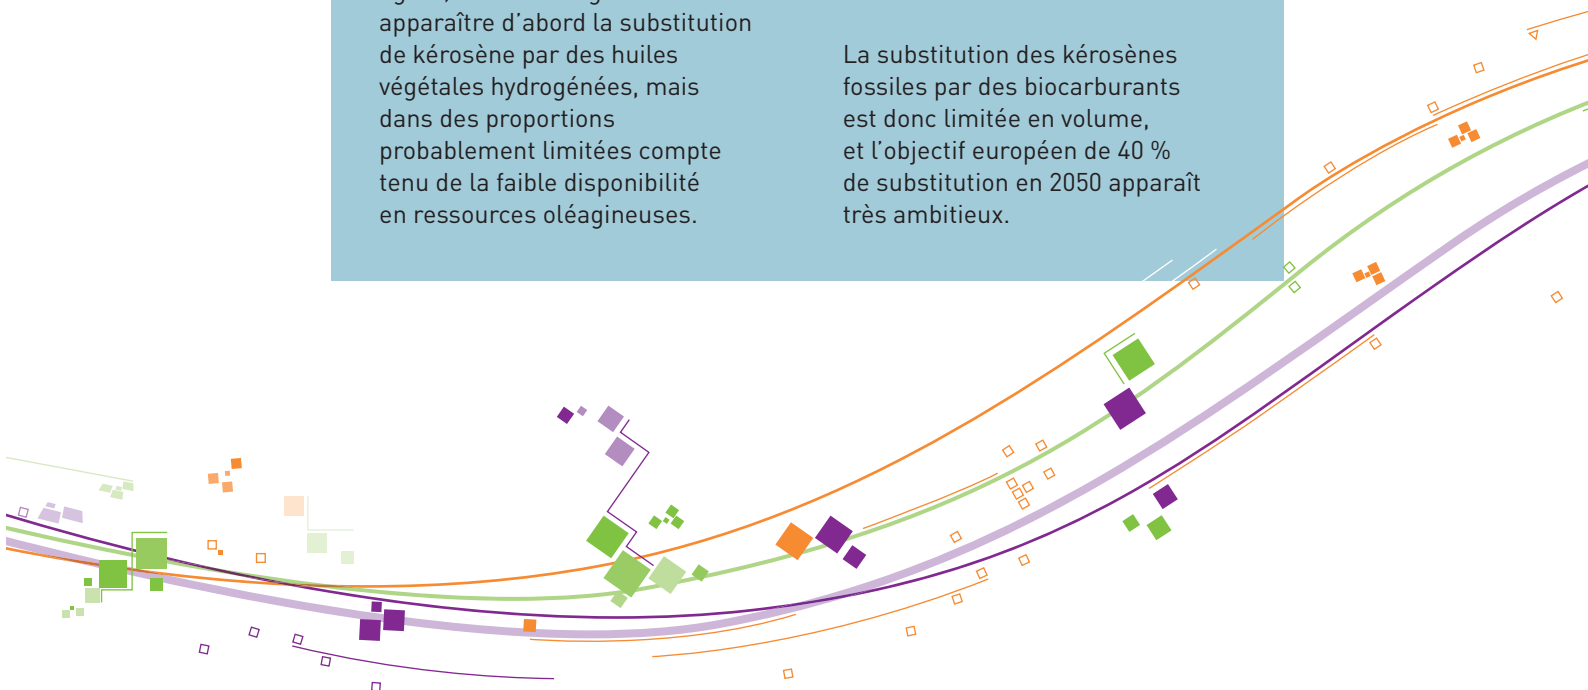 apparaître d’abord la substitution
de kérosène par des huiles
végétales hydrogénées, mais
dans des proportions
probablement limitées compte
tenu de la faible disponibilité
en ressources oléagineuses.
La substitution des kérosènes
fossiles par des biocarburants
est donc limitée en volume,
et l’objectif européen de 40 %
de substitution en 2050 apparaît
très ambitieux.